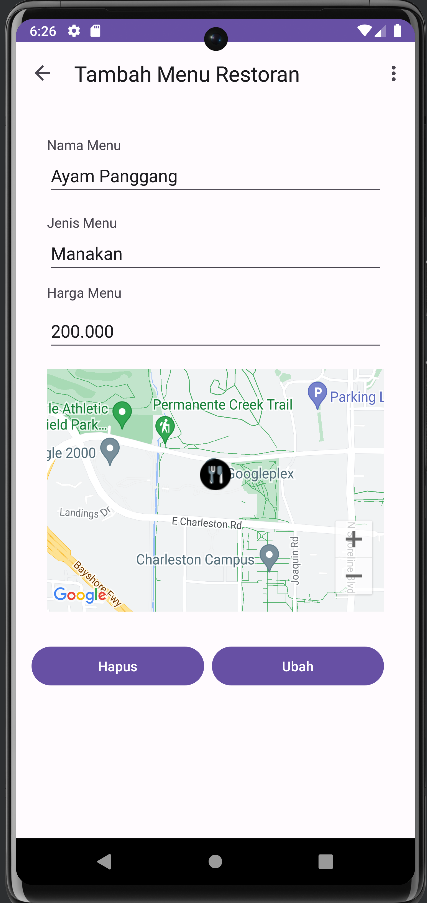 6:26
Tambah Menu Restoran
Nama Menu
Ayam Panggang
Jenis Menu
Manakan
Harga Menu
200.000
le Athletic
ield Park...
Permanente Creek Trail
P
Parking L
gle 2000
Googleplex
Landings Dr
E Charleston Rd
Charleston Campus
Joaquin Rd
Bayshore Fwy
Google
Hapus
Ubah